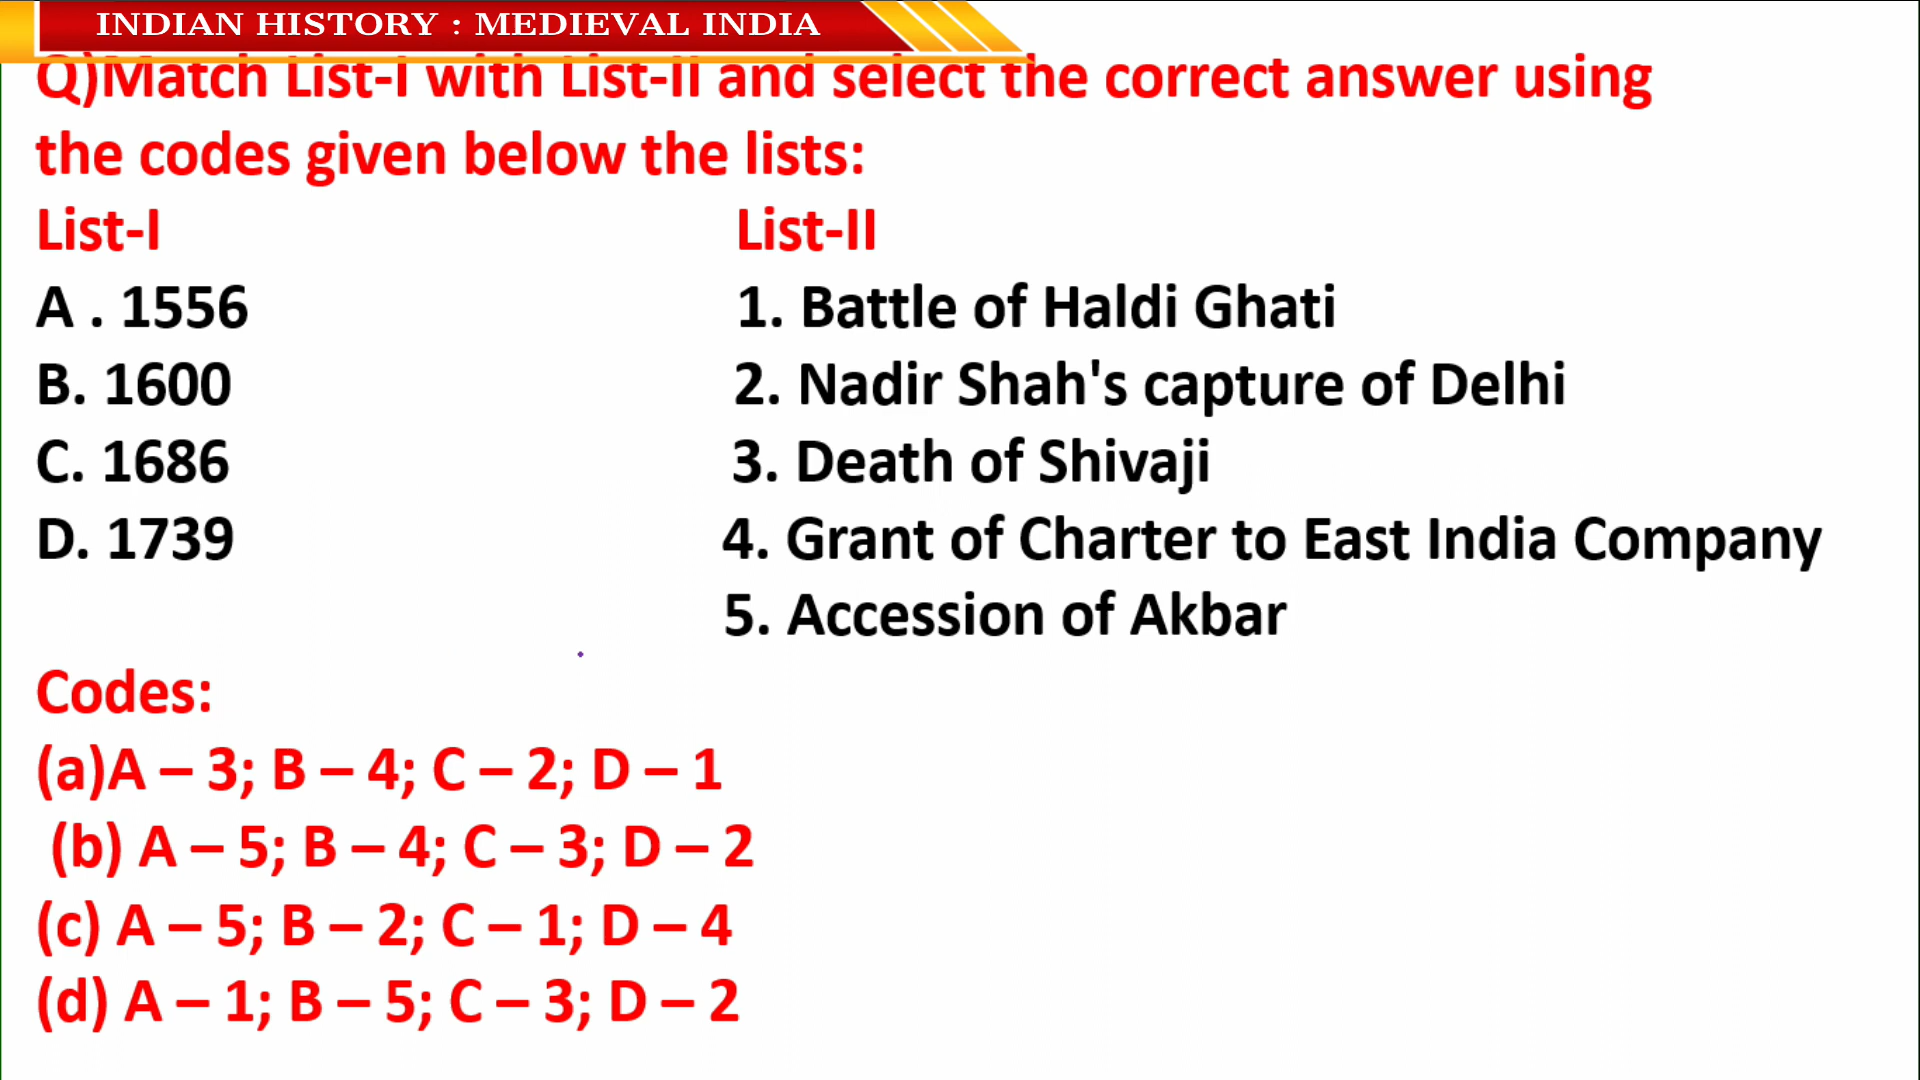 INDIAN HISTORY : MEDIEVAL INDIA
Q)Match List-I with List-II and select the correct answer using
the codes given below the lists:
List-I List-II
A . 1556 1. Battle of Haldi Ghati
B. 1600 2. Nadir Shah's capture of Delhi
C. 1686 3. Death of Shivaji
D. 1739 4. Grant of Charter to East India Company
5. Accession of Akbar
Codes:
(a)A – 3; B – 4; C – 2; D – 1
(b) A – 5; B – 4; C – 3; D – 2
(c) A – 5; B – 2; C – 1; D – 4
(d) A – 1; B – 5; C – 3; D – 2